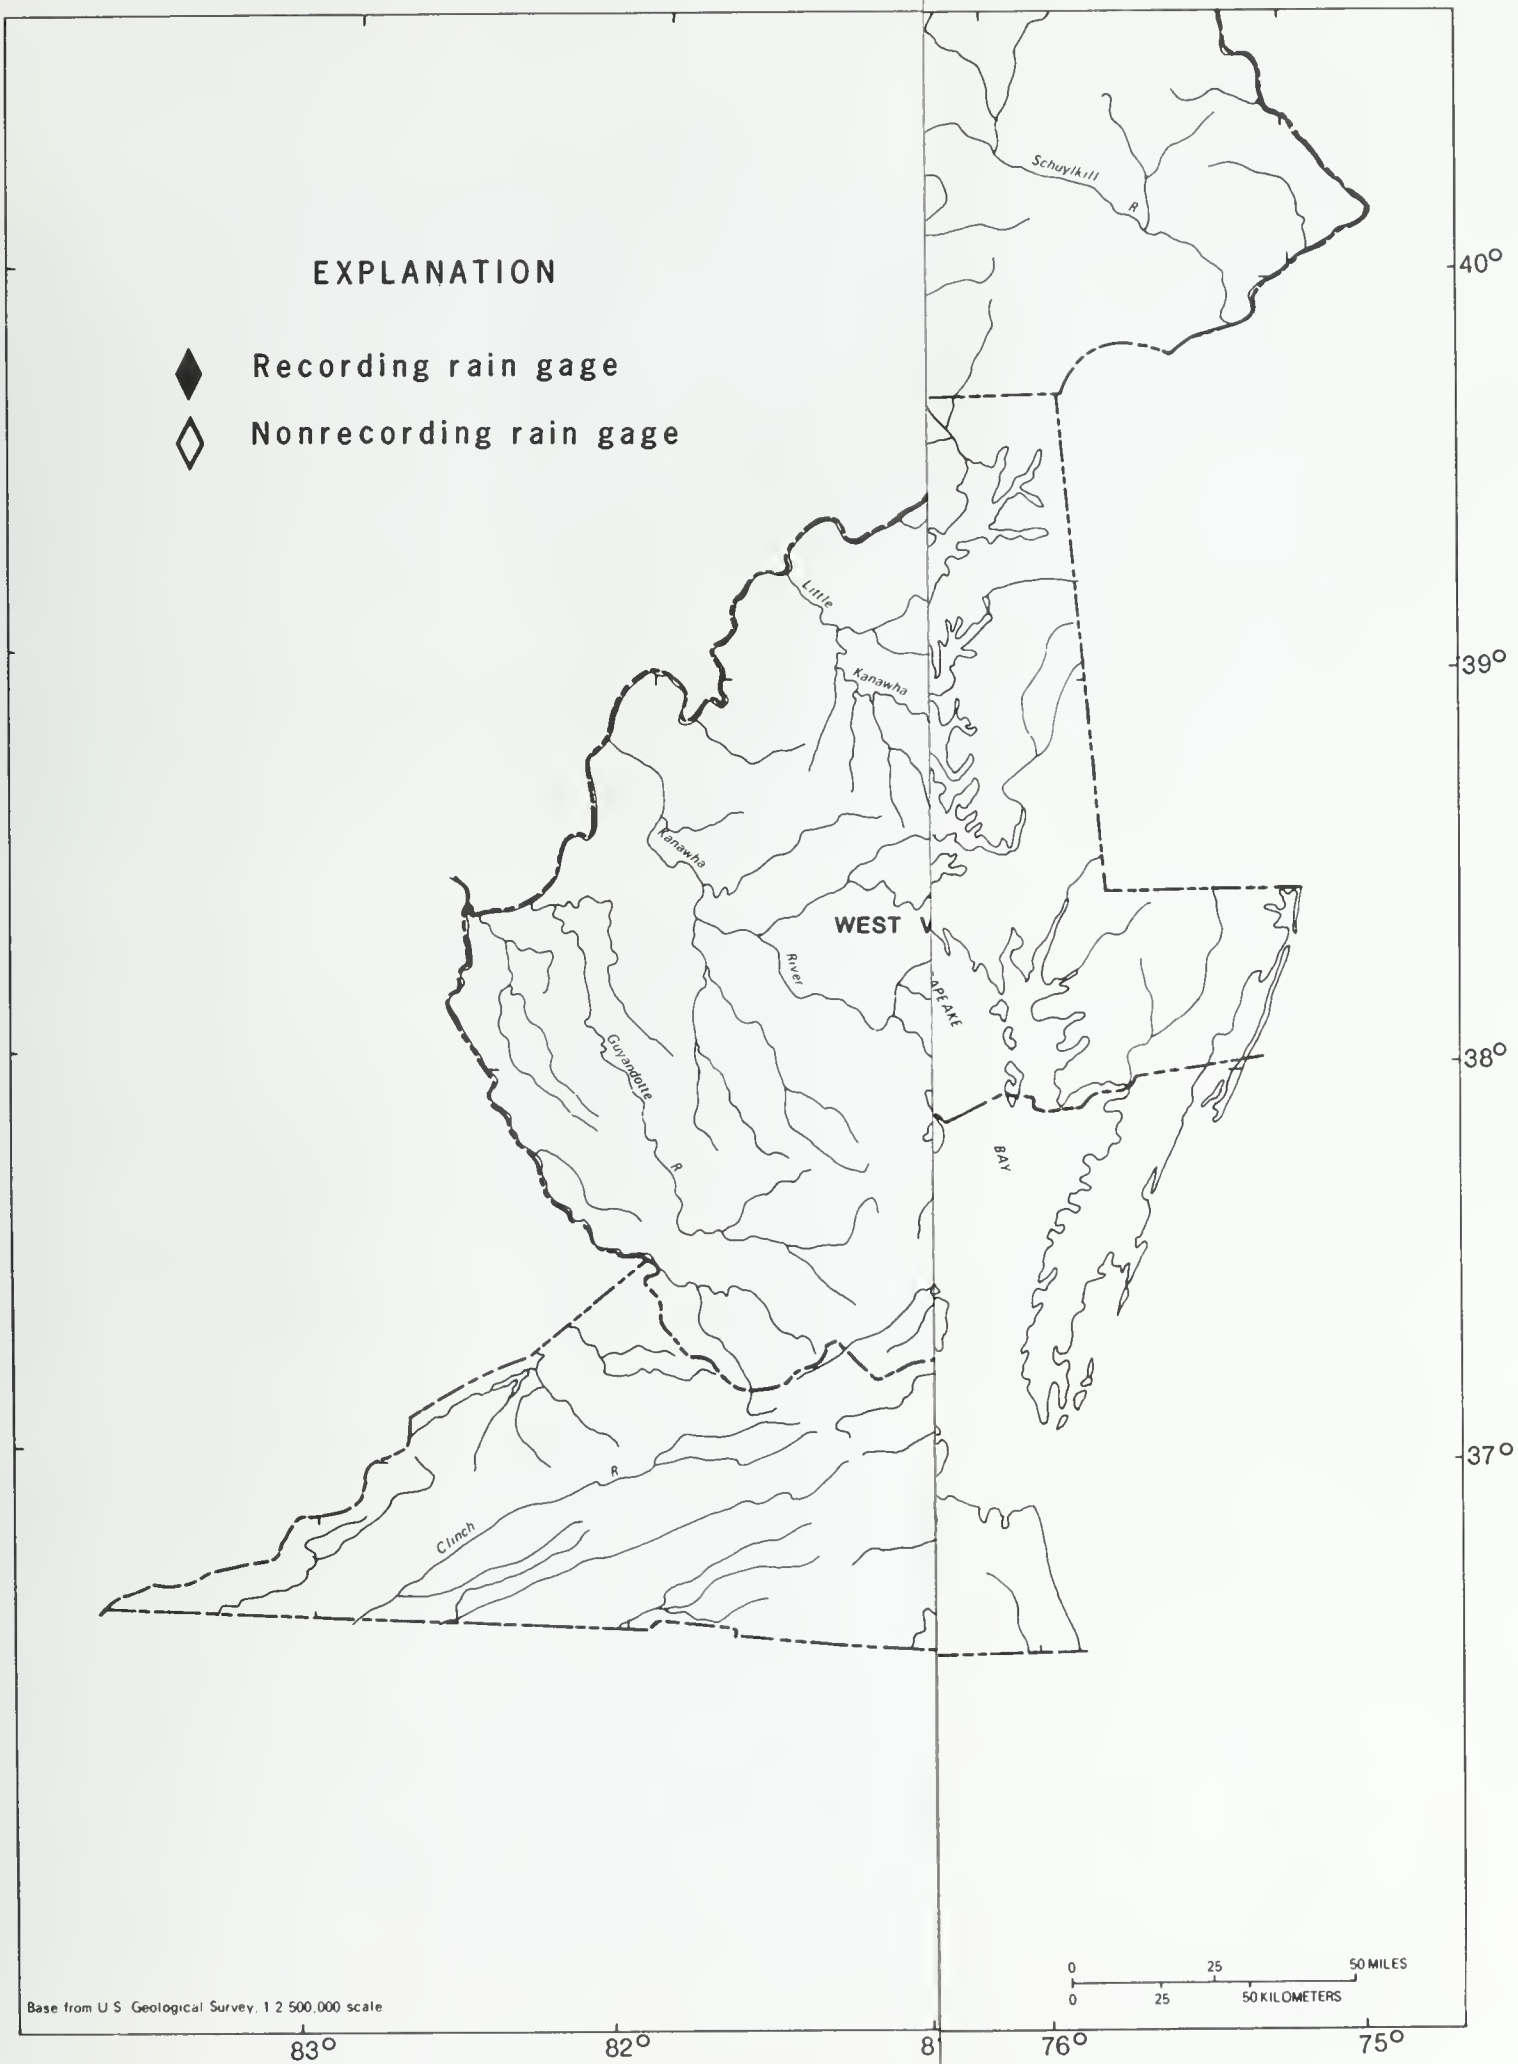 Schuylkill
R
40°
EXPLANATION
Recording rain gage
Nonrecording rain gage
Little
39°
Kanawha
Kanawha
WEST V
River
APEAKE
38°
Guyandotte
R
BAY
37°
R
Clinch
0 25 50 MILES
0 25 50 KILOMETERS
Base from U S Geological Survey, 1 2 500,000 scale
83° 82° 8 76° 75°